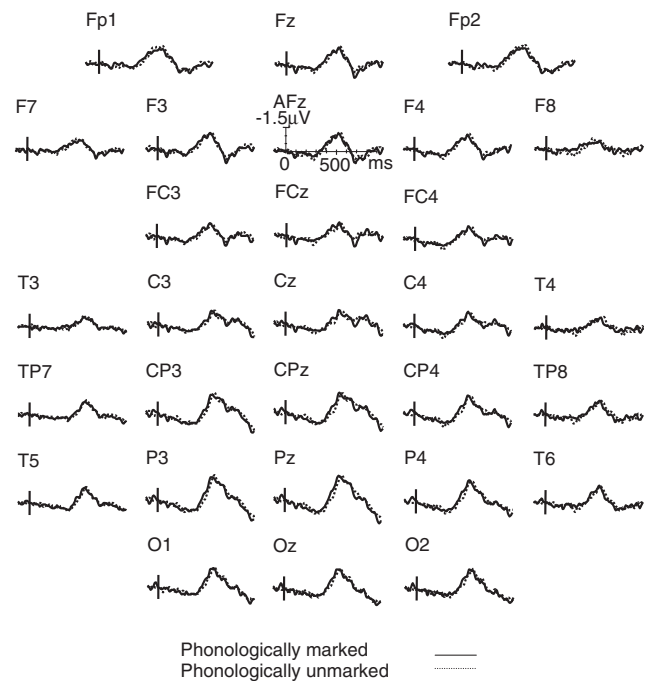 Fp1 Fz Fp2
F7 F3 AFz F4 F8
-1.5µV
0 500 ms
FC3 FCz FC4
T3 C3 Cz C4 T4
TP7 CP3 CPz CP4 TP8
T5 P3 Pz P4 T6
O1 Oz O2
Phonologically marked
Phonologically unmarked